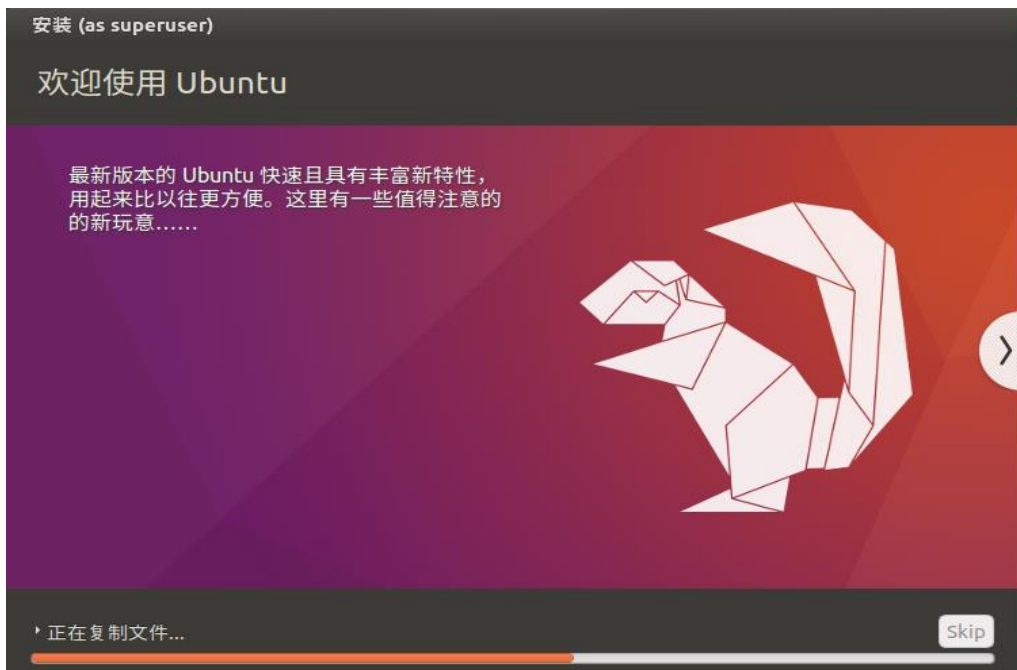 安装 (as superuser)
欢迎使用 Ubuntu
最新版本的 Ubuntu 快速且具有丰富新特性，
用起来比以往更方便。这里有一些值得注意的
的新玩意……
正在复制文件...
Skip